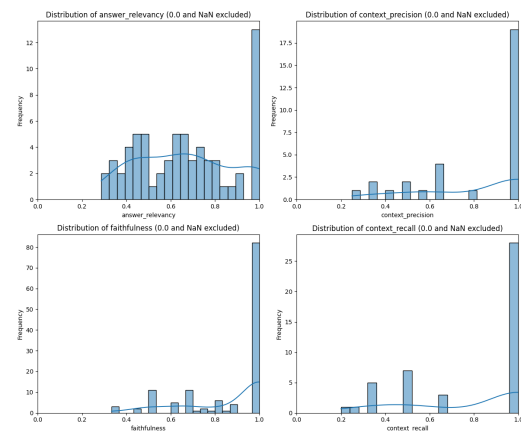 Distribution of answer_relevancy (0.0 and NaN excluded)
Frequency
12
10
8
6
4
2
0
0.0 0.2 0.4 0.6 0.8 1.0
answer_relevancy
Distribution of context_precision (0.0 and NaN excluded)
Frequency
17.5
15.0
12.5
10.0
7.5
5.0
2.5
0.0
0.0 0.2 0.4 0.6 0.8 1.0
context_precision
Distribution of faithfulness (0.0 and NaN excluded)
Frequency
80
70
60
50
40
30
20
10
0
0.0 0.2 0.4 0.6 0.8 1.0
faithfulness
Distribution of context_recall (0.0 and NaN excluded)
Frequency
25
20
15
10
5
0
0.0 0.2 0.4 0.6 0.8 1.0
context_recall